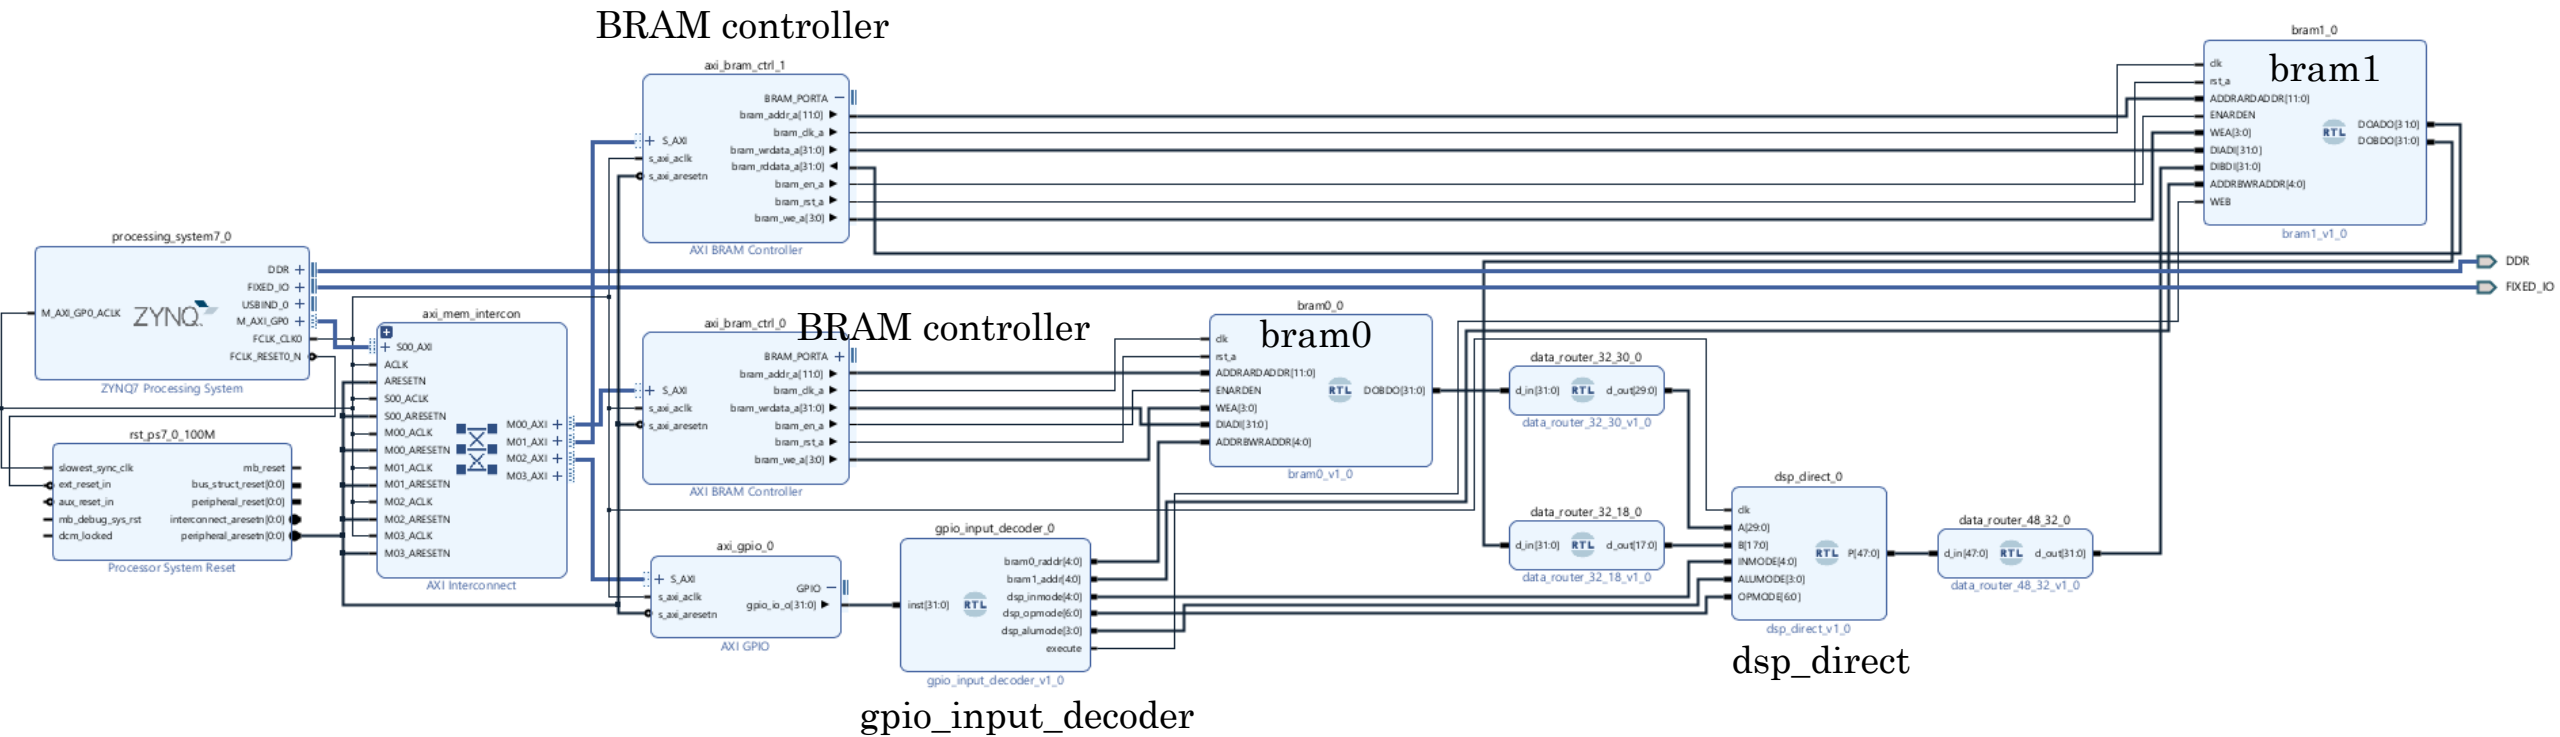 BRAM controller
axi_bram_ctrl_1
BRAM_PORTA
bram_addr_a[11:0]
bram_clk_a
bram_wrdata_a[31:0]
bram_rddata_a[31:0]
bram_en_a
bram_rst_a
bram_we_a[3:0]
S_AXI
s_axi_aclk
s_axi_aresetn
AXI BRAM Controller
bram1_0
bram1
clk
rst_a
ADDRARDADDR[11:0]
ENARDEN
WEA[3:0]
DIADI[31:0]
DIBDI[31:0]
ADDRBWRADDR[4:0]
WEB
RTL
DOADO[31:0]
DOBDO[31:0]
bram1_v1_0
DDR
FIXED_IO
processing_system7_0
M_AXI_GP0_ACLK
ZYNQ
DDR
FIXED_IO
USBIND_0
M_AXI_GP0
FCLK_CLK0
FCLK_RESET0_N
ZYNQ7 Processing System
rst_ps7_0_100M
slowest_sync_clk
ext_reset_in
aux_reset_in
mb_debug_sys_rst
dcm_locked
mb_reset
bus_struct_reset[0:0]
peripheral_reset[0:0]
interconnect_aresetn[0:0]
peripheral_aresetn[0:0]
Processor System Reset
axi_mem_intercon
S00_AXI
ACLK
ARESETN
S00_ACLK
S00_ARESETN
M00_ACLK
M00_ARESETN
M01_ACLK
M01_ARESETN
M02_ACLK
M02_ARESETN
M03_ACLK
M03_ARESETN
M00_AXI
M01_AXI
M02_AXI
M03_AXI
AXI Interconnect
axi_bram_ctrl_0
BRAM controller
BRAM_PORTA
bram_addr_a[11:0]
bram_clk_a
bram_wrdata_a[31:0]
bram_en_a
bram_rst_a
bram_we_a[3:0]
S_AXI
s_axi_aclk
s_axi_aresetn
AXI BRAM Controller
bram0_0
bram0
clk
rst_a
ADDRARDADDR[11:0]
ENARDEN
WEA[3:0]
DIADI[31:0]
ADDRBWRADDR[4:0]
RTL
DOBDO[31:0]
bram0_v1_0
data_router_32_30_0
d_in[31:0]
RTL
d_out[29:0]
data_router_32_30_v1_0
data_router_32_18_0
d_in[31:0]
RTL
d_out[17:0]
data_router_32_18_v1_0
axi_gpio_0
S_AXI
s_axi_aclk
s_axi_aresetn
GPIO
gpio_io_o[31:0]
AXI GPIO
gpio_input_decoder_0
inst[31:0]
RTL
bram0_raddr[4:0]
bram1_addr[4:0]
dsp_inmode[4:0]
dsp_opmode[6:0]
dsp_alumode[3:0]
execute
gpio_input_decoder_v1_0
gpio_input_decoder
dsp_direct_0
clk
A[29:0]
B[17:0]
INMODE[4:0]
ALUMODE[3:0]
OPMODE[6:0]
RTL
P[47:0]
dsp_direct_v1_0
dsp_direct
data_router_48_32_0
d_in[47:0]
RTL
d_out[31:0]
data_router_48_32_v1_0